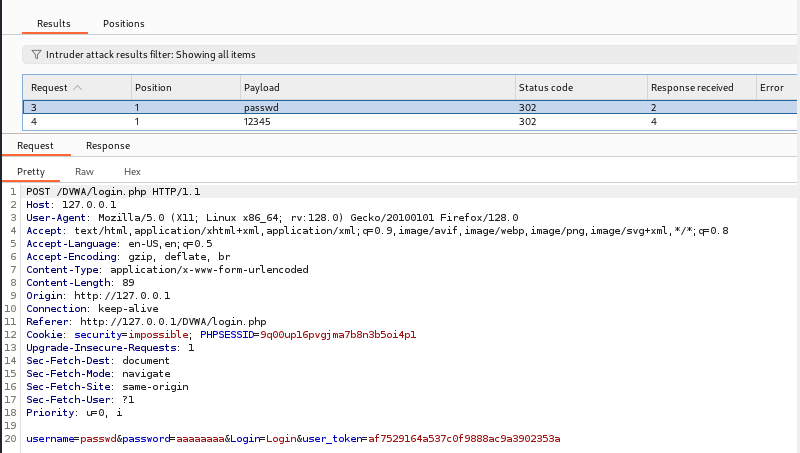 Results Positions
Intruder attack results filter: Showing all items
Request Position Payload Status code Response received Error
3 1 passwd 302 2
4 1 12345 302 4
Request Response
Pretty Raw Hex
1 POST /DVWA/login.php HTTP/1.1
2 Host: 127.0.0.1
3 User-Agent: Mozilla/5.0 (X11; Linux x86_64; rv:128.0) Gecko/20100101 Firefox/128.0
4 Accept: text/html,application/xhtml+xml,application/xml;q=0.9,image/avif,image/webp,image/png,image/svg+xml,*/*;q=0.8
5 Accept-Language: en-US,en;q=0.5
6 Accept-Encoding: gzip, deflate, br
7 Content-Type: application/x-www-form-urlencoded
8 Content-Length: 89
9 Origin: http://127.0.0.1
10 Connection: keep-alive
11 Referer: http://127.0.0.1/DVWA/login.php
12 Cookie: security=impossible; PHPSESSID=9q00up16pvgjma7b8n3b5oi4p1
13 Upgrade-Insecure-Requests: 1
14 Sec-Fetch-Dest: document
15 Sec-Fetch-Mode: navigate
16 Sec-Fetch-Site: same-origin
17 Sec-Fetch-User: ?1
18 Priority: u=0, i
19
20 username=passwd&password=aaaaaaaa&Login=Login&user_token=af7529164a537c0f9888ac9a3902353a